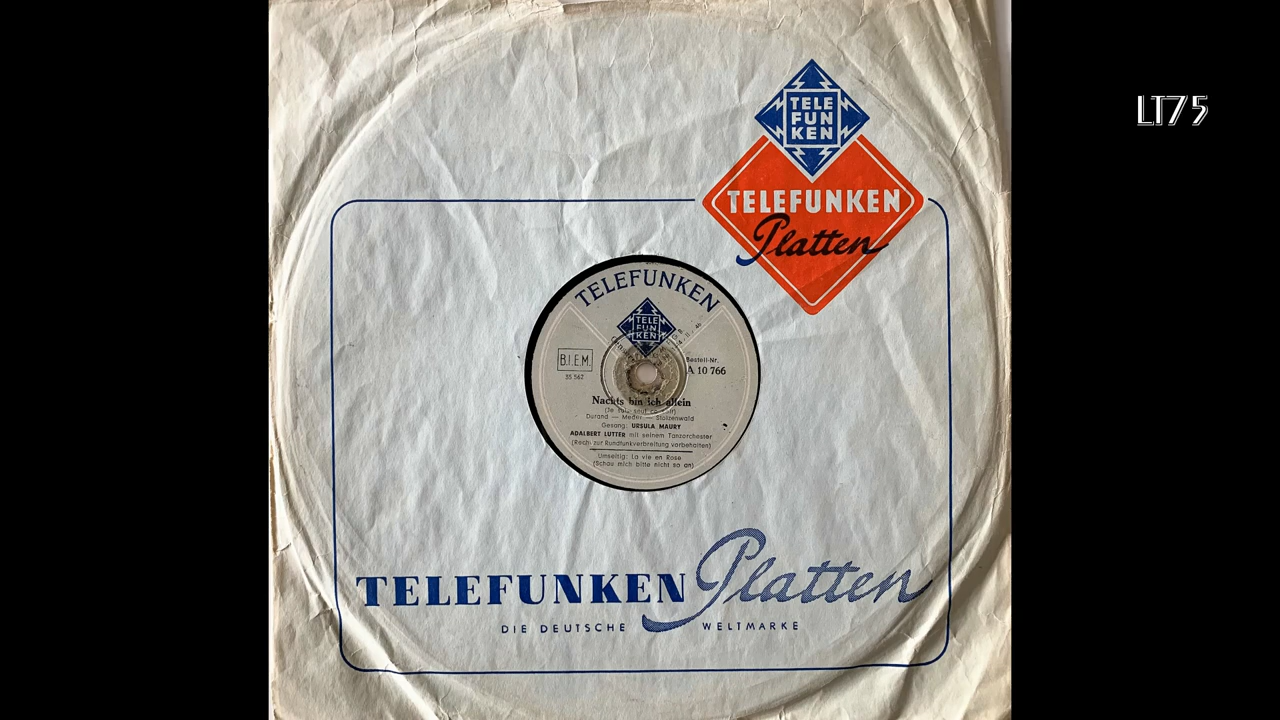 LT75
TELE
FUN
KEN
TELEFUNKEN
Platten
TELEFUNKEN
TELE
FUN
KEN
B.I.E.M.
35 567
Bestell-Nr.
A 10 766
Nachts bin ich allein
Durand — Meder — Stolzenwald
Gesang: URSULA MAURY
ADALBERT LUTTER mit seinem Tanzorchester
(Recht zur Rundfunkverbreitung vorbehalten)
Umseitig: La vie en Rose
(Schau mich bitte nicht so an)
TELEFUNKEN Platten
DIE DEUTSCHE WELTMARKE